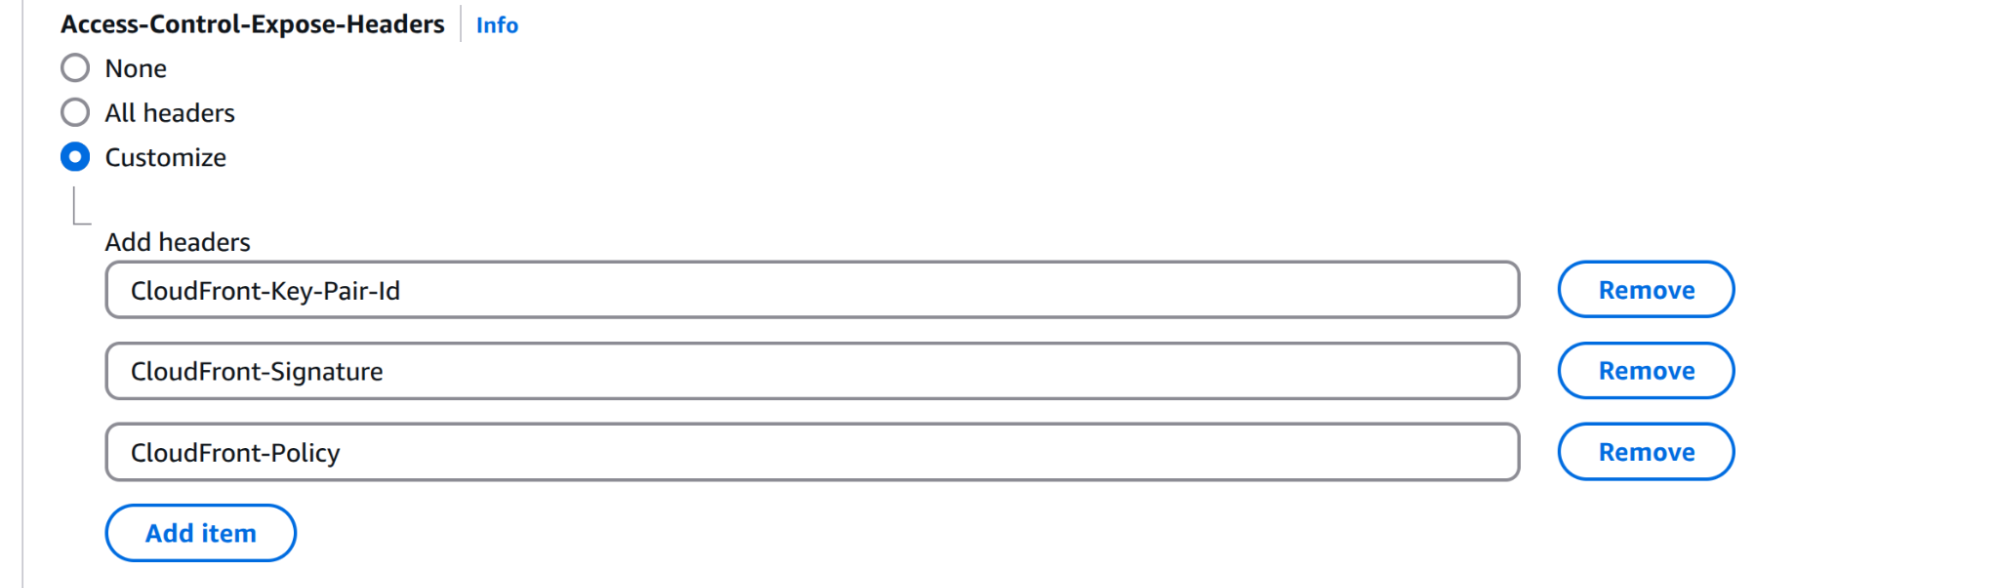 Access-Control-Expose-Headers Info
None
All headers
Customize
Add headers
CloudFront-Key-Pair-Id Remove
CloudFront-Signature Remove
CloudFront-Policy Remove
Add item